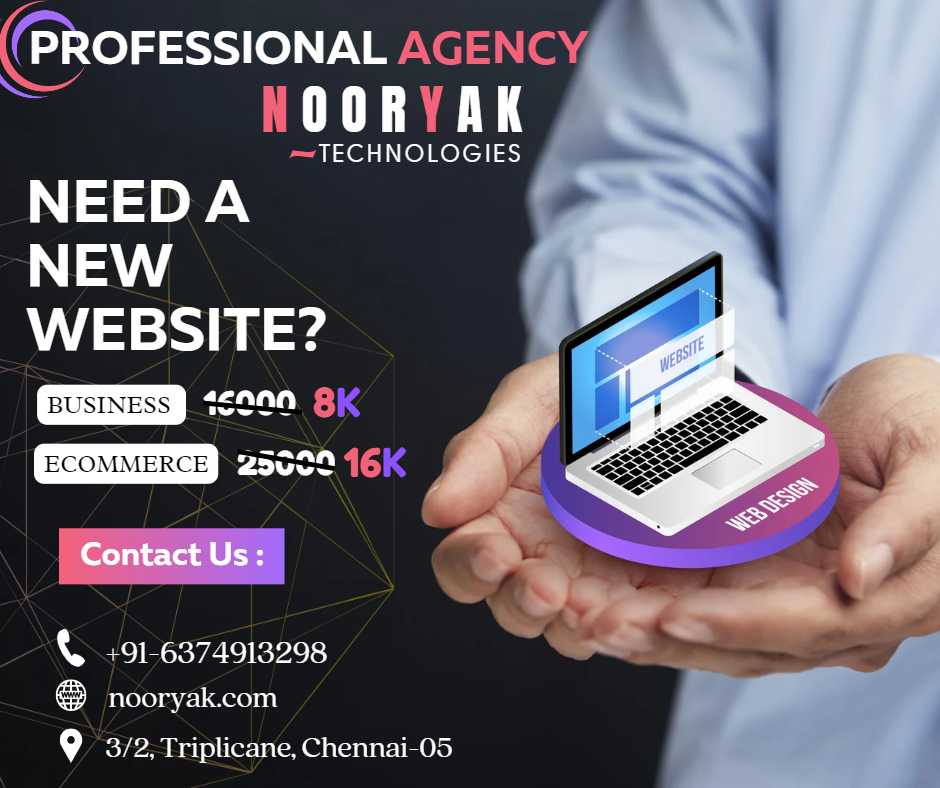 PROFESSIONAL AGENCY
NOORYAK
TECHNOLOGIES
NEED A
NEW
WEBSITE?
BUSINESS 16000 8K
ECOMMERCE 25000 16K
Contact Us :
+91-6374913298
nooryak.com
3/2, Triplicane, Chennai-05
WEBSITE
WEB DESIGN